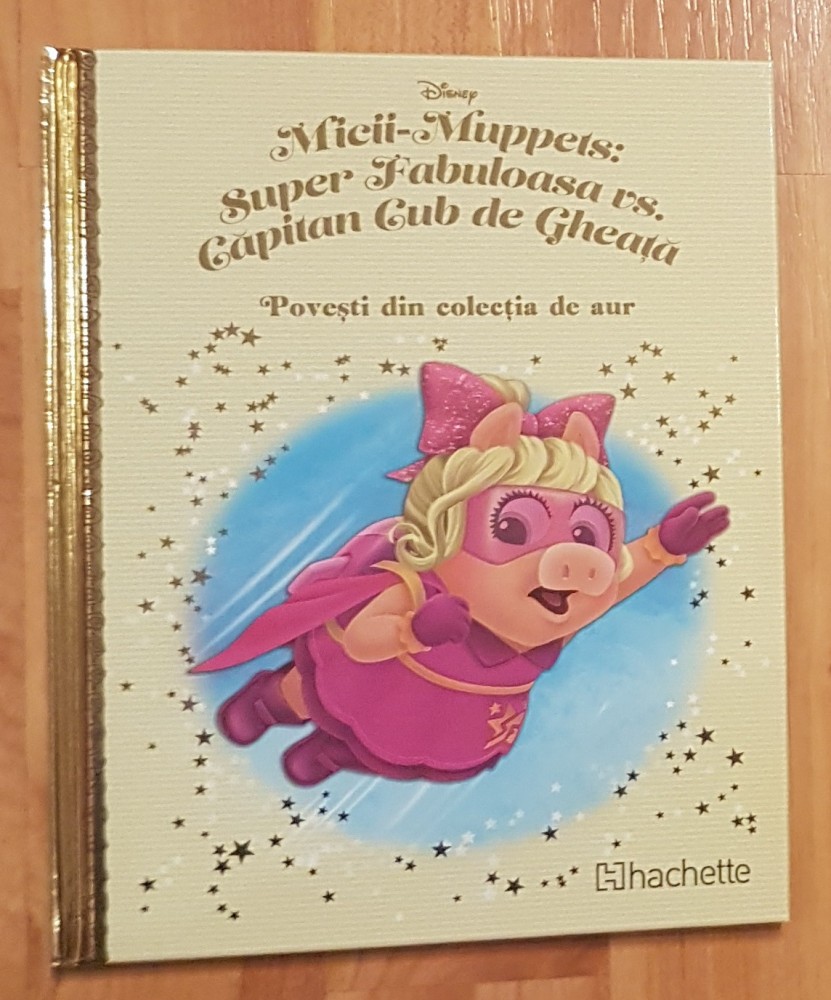 Disney
Micii-Muppets:
Super Fabuloasa vs.
Căpitan Cub de Gheață
Povești din colecția de aur
hachette